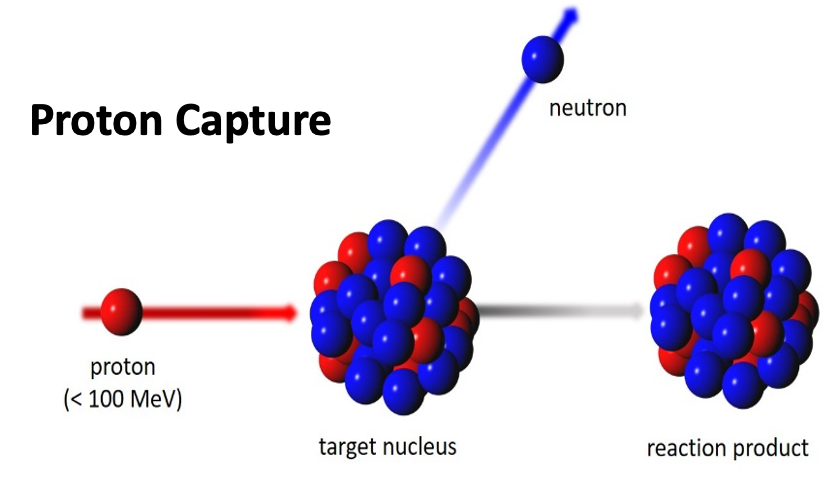 Proton Capture
neutron
proton
(< 100 MeV)
target nucleus
reaction product